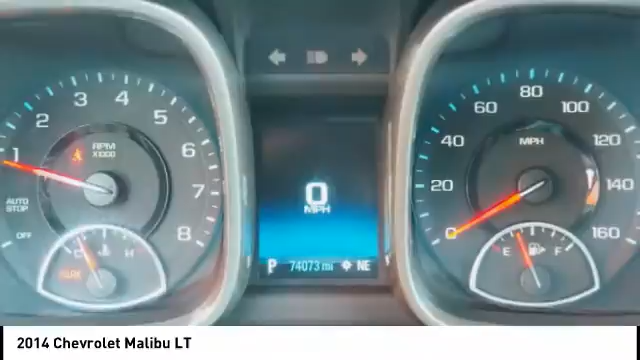 3 4
2 5
1 6
7
8
RPM
X1000
AUTO
STOP
OFF
C H
0
MPH
P 74073 mi NE
80
60 100
40 120
20 140
0 160
MPH
E F
2014 Chevrolet Malibu LT